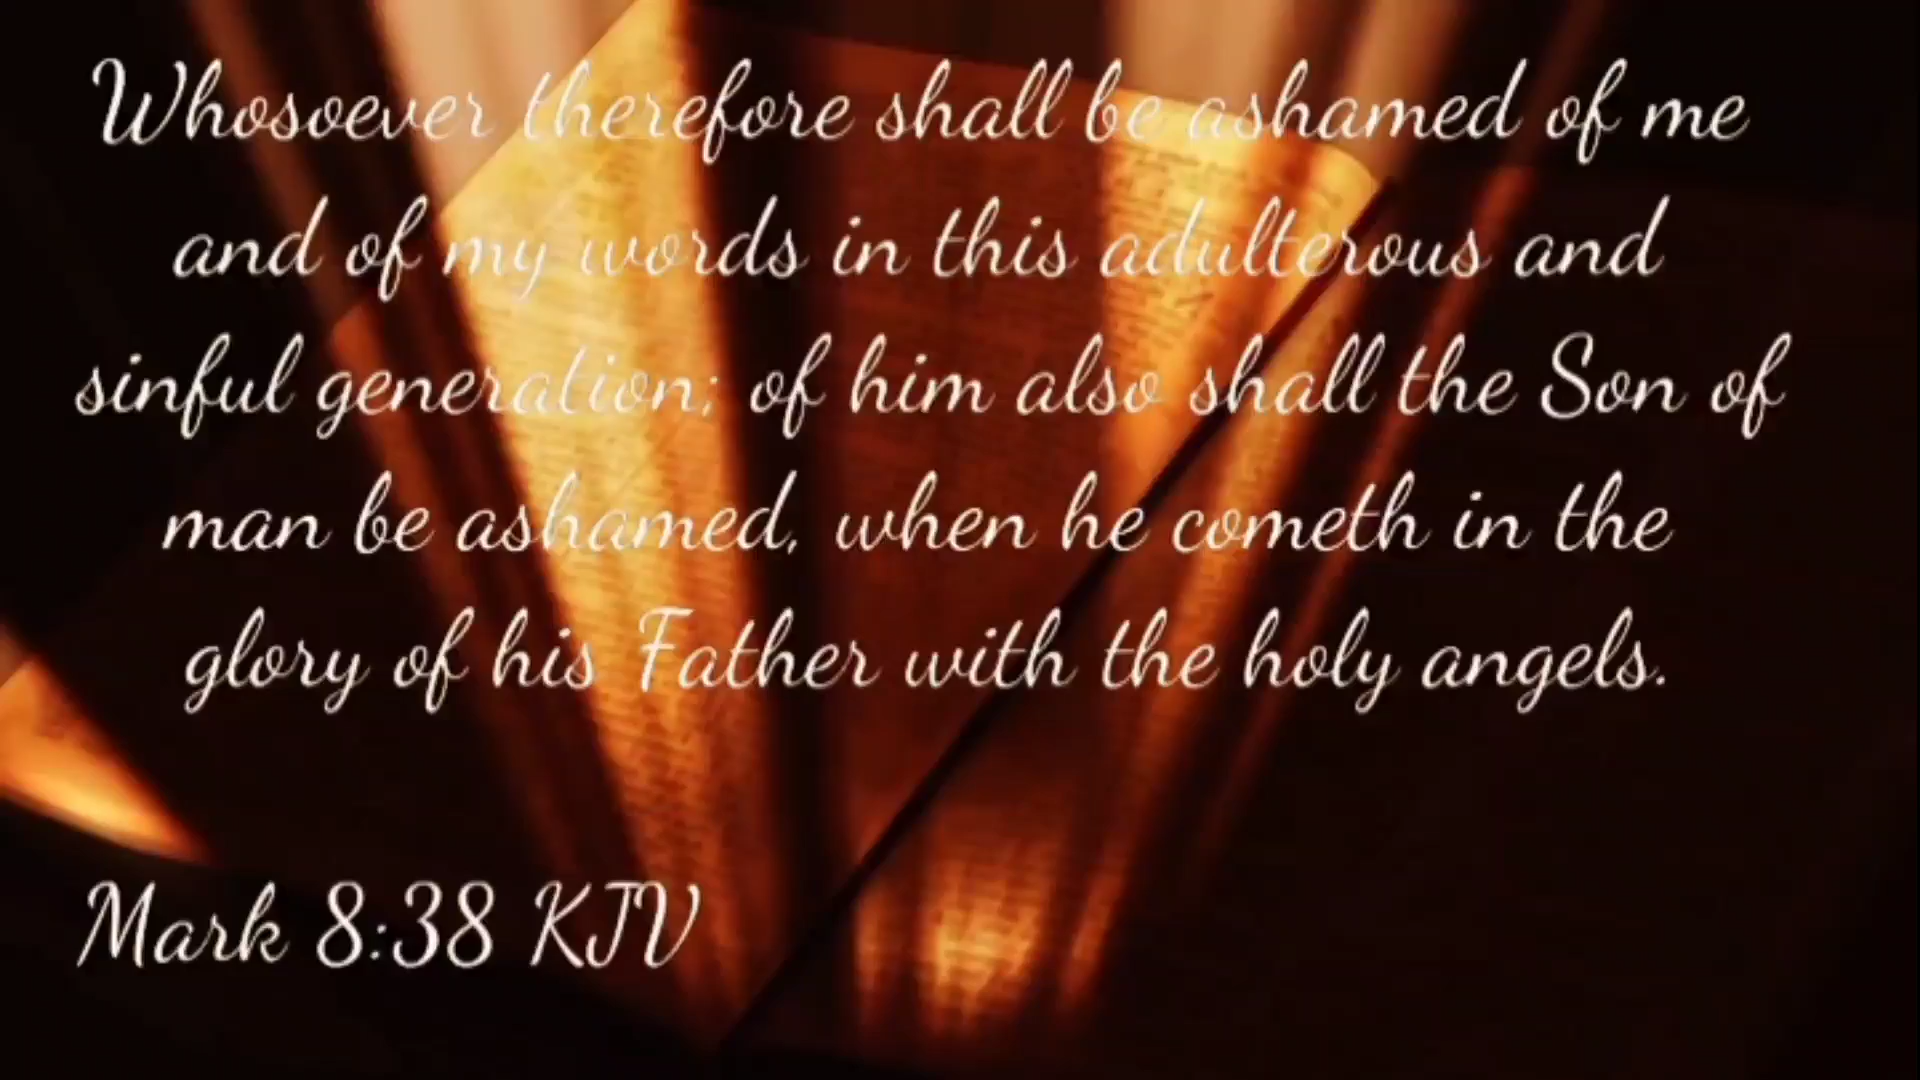 Whosoever therefore shall be ashamed of me
and of my words in this adulterous and
sinful generation; of him also shall the Son of
man be ashamed, when he cometh in the
glory of his Father with the holy angels.
Mark 8:38 KJV